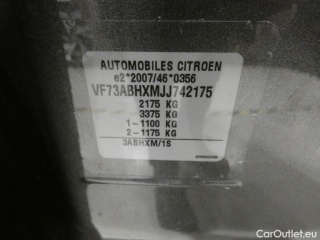 AUTOMOBILES CITROEN
e2*2007/46*0356
VF73ABHXMJJ742175
2175 KG
3375 KG
1-1100 KG
2-1175 KG
3ABHXM/1S
CarOutlet.eu